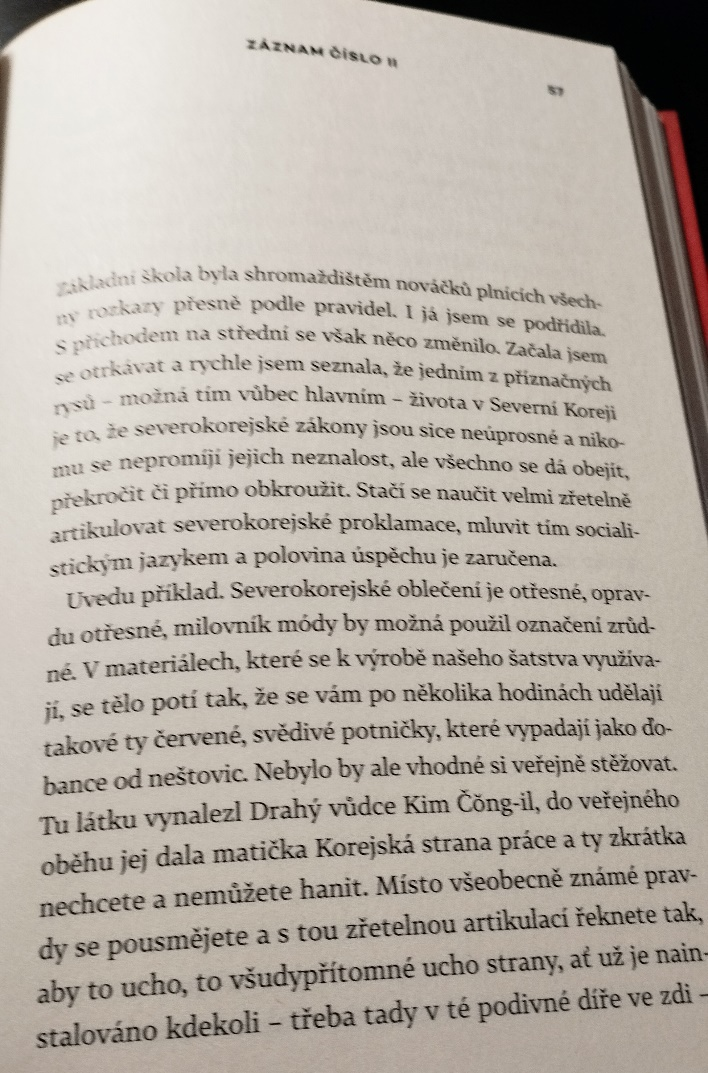 ZÁZNAM ČÍSLO II
57
Základní škola byla shromaždištěm nováčků plnících všech-
ny rozkazy přesně podle pravidel. I já jsem se podřídila.
S příchodem na střední se však něco změnilo. Začala jsem
se otrkávat a rychle jsem seznala, že jedním z příznačných
rysů – možná tím vůbec hlavním – života v Severní Koreji
je to, že severokorejské zákony jsou sice neúprosné a niko-
mu se nepromíjí jejich neznalost, ale všechno se dá obejít,
překročit či přímo obkroužit. Stačí se naučit velmi zřetelně
artikulovat severokorejské proklamace, mluvit tím sociali-
stickým jazykem a polovina úspěchu je zaručena.
Uvedu příklad. Severokorejské oblečení je otřesné, oprav-
du otřesné, milovník módy by možná použil označení zrůd-
né. V materiálech, které se k výrobě našeho šatstva využíva-
jí, se tělo potí tak, že se vám po několika hodinách udělají
takové ty červené, svědivé potničky, které vypadají jako ďo-
bance od neštovic. Nebylo by ale vhodné si veřejně stěžovat.
Tu látku vynalezl Drahý vůdce Kim Čŏng-il, do veřejného
oběhu jej dala matička Korejská strana práce a ty zkrátka
nechcete a nemůžete hanit. Místo všeobecně známé prav-
dy se pousmějete a s tou zřetelnou artikulací řeknete tak,
aby to ucho, to všudypřítomné ucho strany, ať už je nain-
stalováno kdekoli – třeba tady v té podivné díře ve zdi –